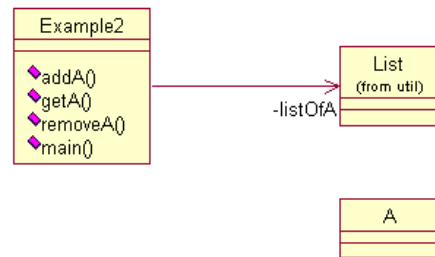 Example2
addA()
getA()
removeA()
main()
-listOfA
List
(from util)
A